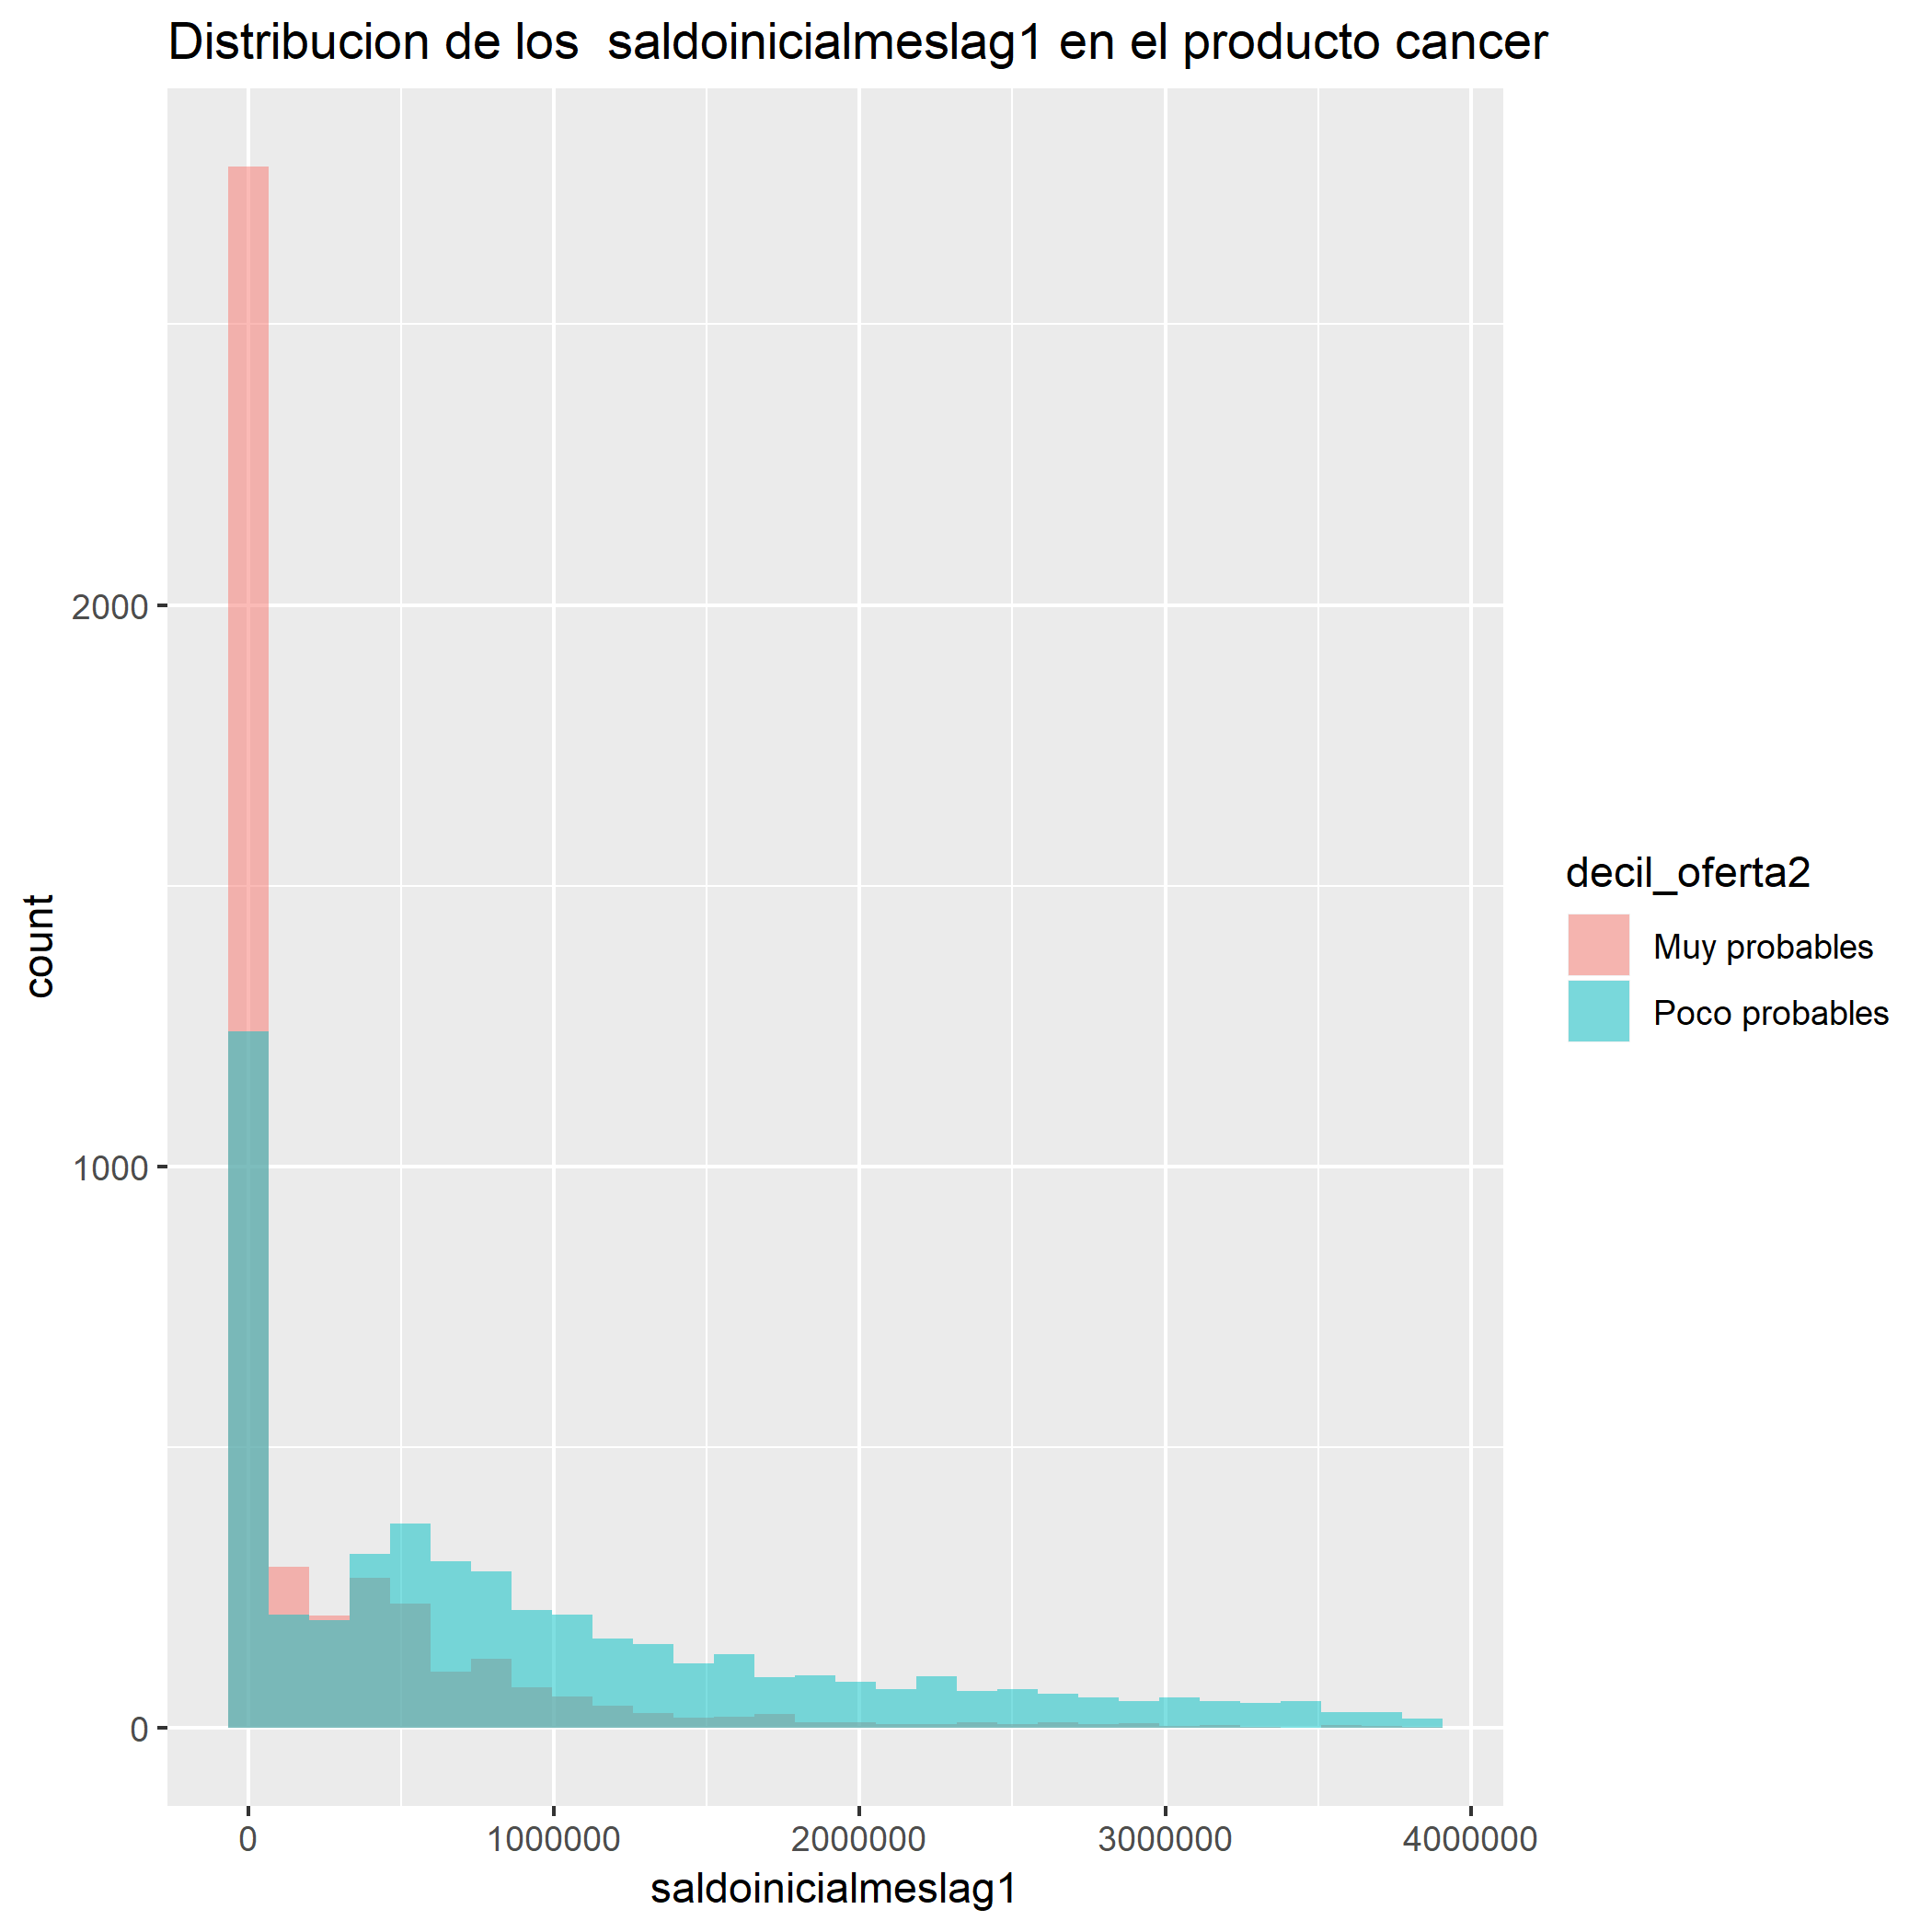 Distribucion de los  saldoinicialmeslag1 en el producto cancer
count
2000
1000
0
0 1000000 2000000 3000000 4000000
saldoinicialmeslag1
decil_oferta2
Muy probables
Poco probables